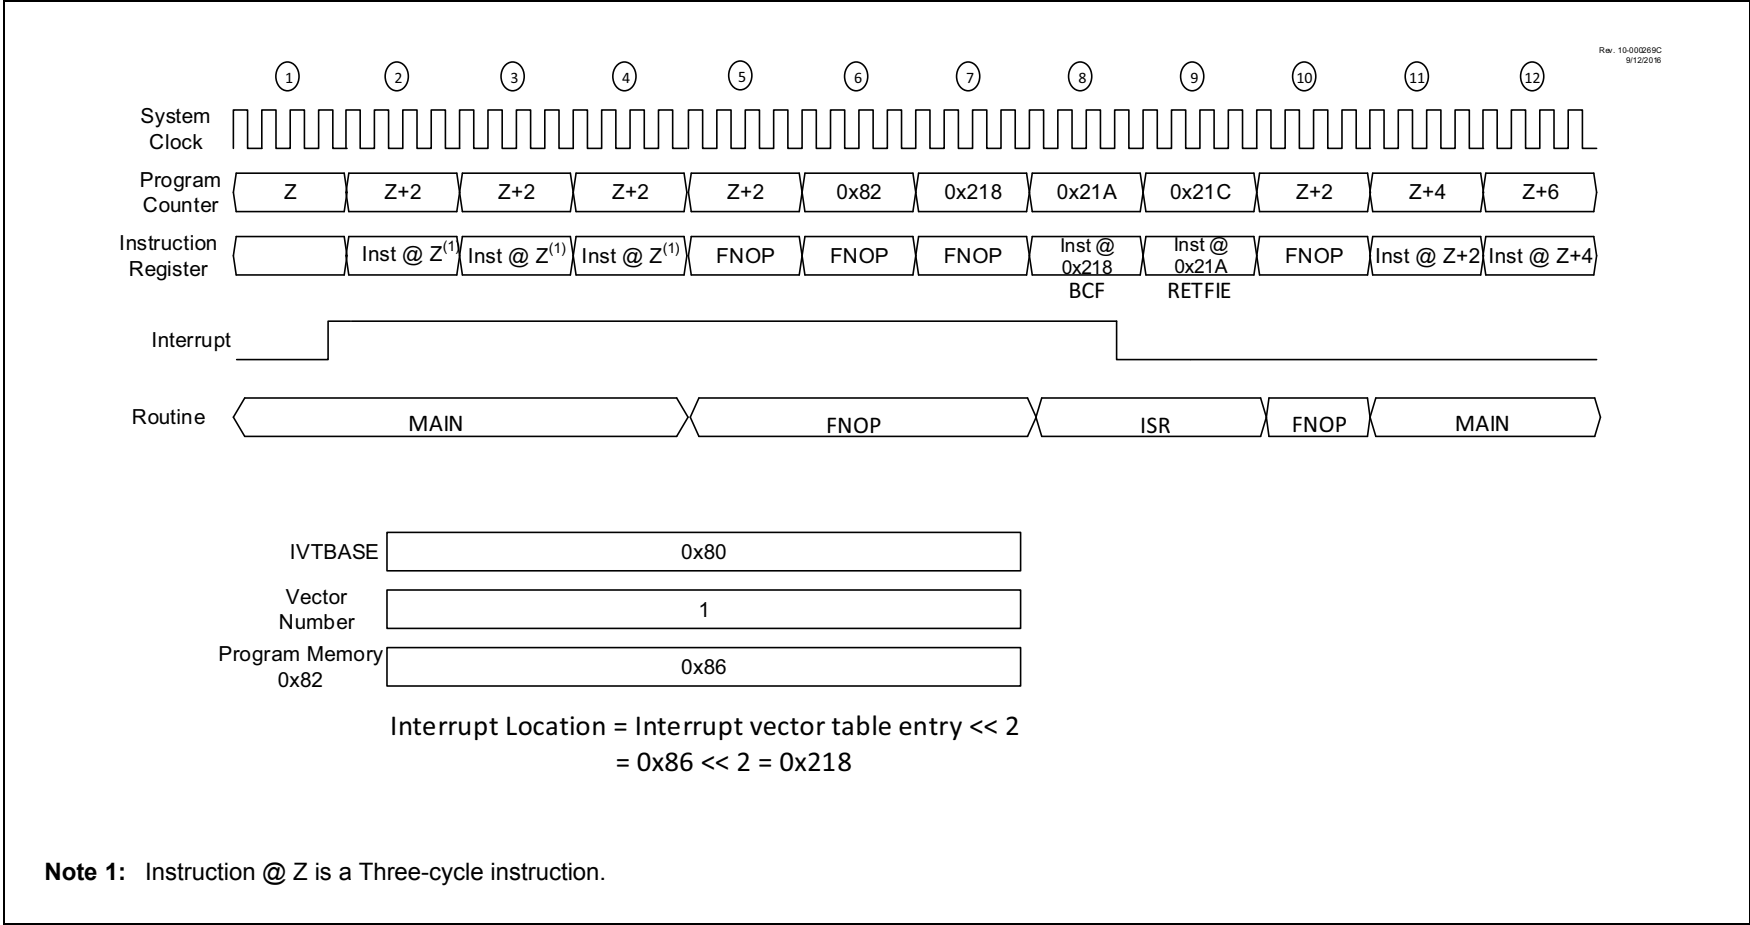 Rev. 10-000269C
9/12/2016
1 2 3 4 5 6 7 8 9 10 11 12
System
Clock
Program
Counter
Z Z+2 Z+2 Z+2 Z+2 0x82 0x218 0x21A 0x21C Z+2 Z+4 Z+6
Instruction
Register
Inst @ Z(1) Inst @ Z(1) Inst @ Z(1) FNOP FNOP FNOP Inst @ 0x218 Inst @ 0x21A FNOP Inst @ Z+2 Inst @ Z+4
BCF RETFIE
Interrupt
Routine
MAIN FNOP ISR FNOP MAIN
IVTBASE 0x80
Vector
Number
1
Program Memory
0x82
0x86
Interrupt Location = Interrupt vector table entry << 2
= 0x86 << 2 = 0x218
Note 1: Instruction @ Z is a Three-cycle instruction.